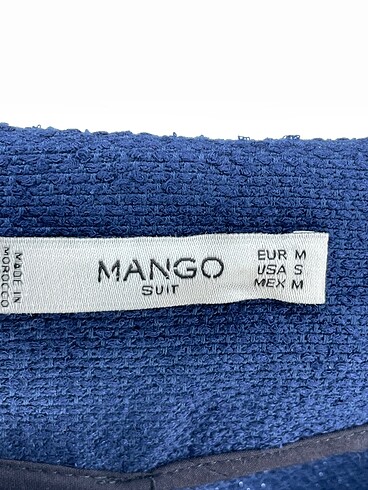 MADE IN
MOROCCO
MANGO
SUIT
EUR M
USA S
MEX M